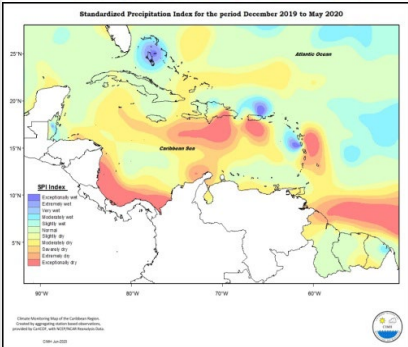 Standardized Precipitation Index for the period December 2019 to May 2020
25°N
Atlantic Ocean
20°N
15°N
Caribbean Sea
SPI Index
Exceptionally wet
Extremely wet
Very wet
Moderately wet
Slightly wet
Normal
Slightly dry
Moderately dry
Severely dry
Extremely dry
Exceptionally dry
10°N
5°N
90°W
80°W
70°W
60°W
Climate Monitoring Map of the Caribbean Region.
Created by aggregating station-based observations,
provided by CariCOF, with NCEP/NCAR Reanalysis Data.
CIMH Jun 2020
CIMH